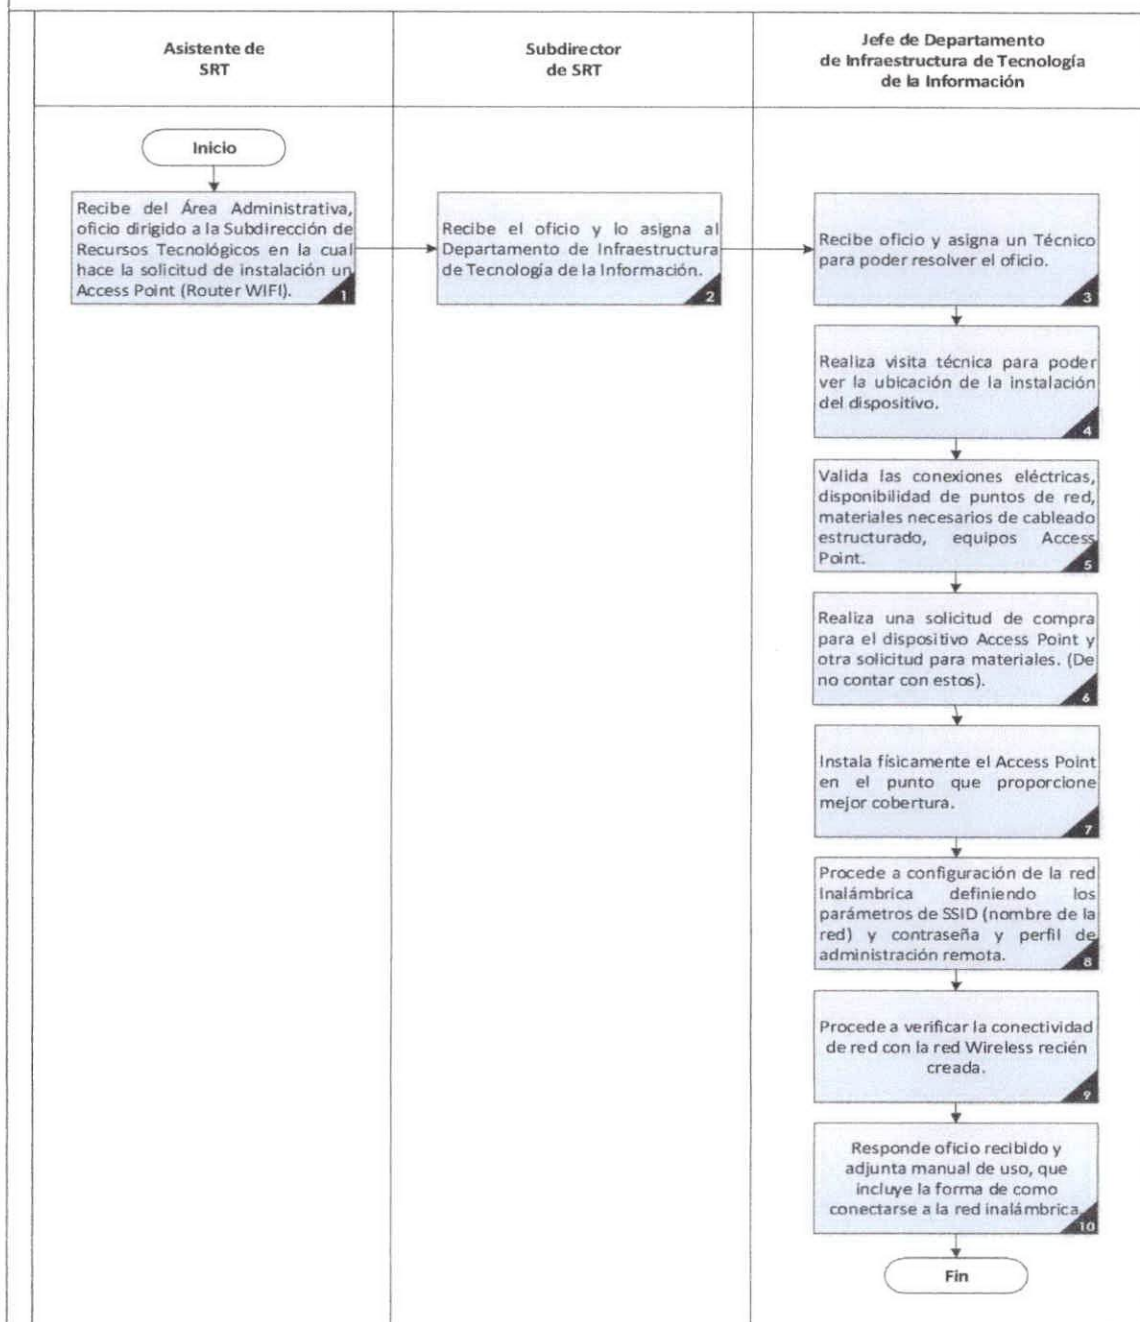 Asistente de
SRT
Subdirector
de SRT
Jefe de Departamento
de Infraestructura de Tecnología
de la Información
Inicio
Recibe del Área Administrativa,
oficio dirigido a la Subdirección de
Recursos Tecnológicos en la cual
hace la solicitud de instalación un
Access Point (Router WIFI).
1
Recibe el oficio y lo asigna al
Departamento de Infraestructura
de Tecnología de la Información.
2
Recibe oficio y asigna un Técnico
para poder resolver el oficio.
3
Realiza visita técnica para poder
ver la ubicación de la instalación
del dispositivo.
4
Valida las conexiones eléctricas,
disponibilidad de puntos de red,
materiales necesarios de cableado
estructurado, equipos Access
Point.
5
Realiza una solicitud de compra
para el dispositivo Access Point y
otra solicitud para materiales. (De
no contar con estos).
6
Instala físicamente el Access Point
en el punto que proporcione
mejor cobertura.
7
Procede a configuración de la red
Inalámbrica definiendo los
parámetros de SSID (nombre de la
red) y contraseña y perfil de
administración remota.
8
Procede a verificar la conectividad
de red con la red Wireless recién
creada.
9
Responde oficio recibido y
adjunta manual de uso, que
incluye la forma de como
conectarse a la red inalámbrica.
10
Fin